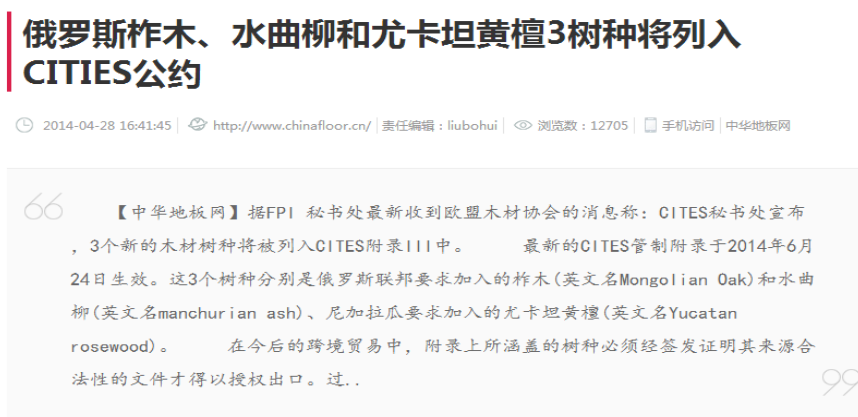 俄罗斯柞木、水曲柳和尤卡坦黄檀3树种将列入
CITIES公约
2014-04-28 16:41:45 http://www.chinafloor.cn/ 责任编辑：liubohui 浏览数：12705 手机访问 中华地板网
【中华地板网】据FPI 秘书处最新收到欧盟木材协会的消息称：CITES秘书处宣布
，3个新的木材树种将被列入CITES附录III中。 最新的CITES管制附录于2014年6月
24日生效。这3个树种分别是俄罗斯联邦要求加入的柞木(英文名Mongolian Oak)和水曲
柳(英文名manchurian ash)、尼加拉瓜要求加入的尤卡坦黄檀(英文名Yucatan
rosewood)。 在今后的跨境贸易中，附录上所涵盖的树种必须经签发证明其来源合
法性的文件才得以授权出口。过..